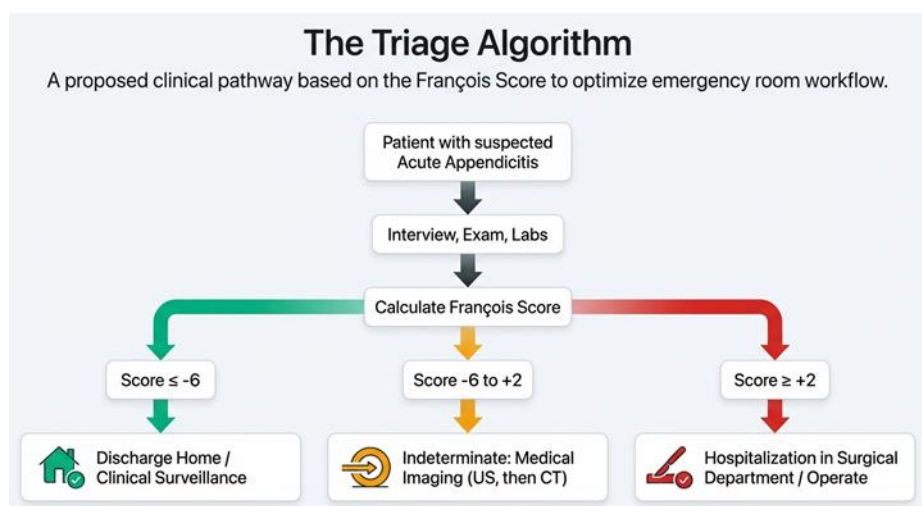 The Triage Algorithm
A proposed clinical pathway based on the François Score to optimize emergency room workflow.
Patient with suspected
Acute Appendicitis
Interview, Exam, Labs
Calculate François Score
Score ≤ -6
Score -6 to +2
Score ≥ +2
Discharge Home /
Clinical Surveillance
Indeterminate: Medical
Imaging (US, then CT)
Hospitalization in Surgical
Department / Operate